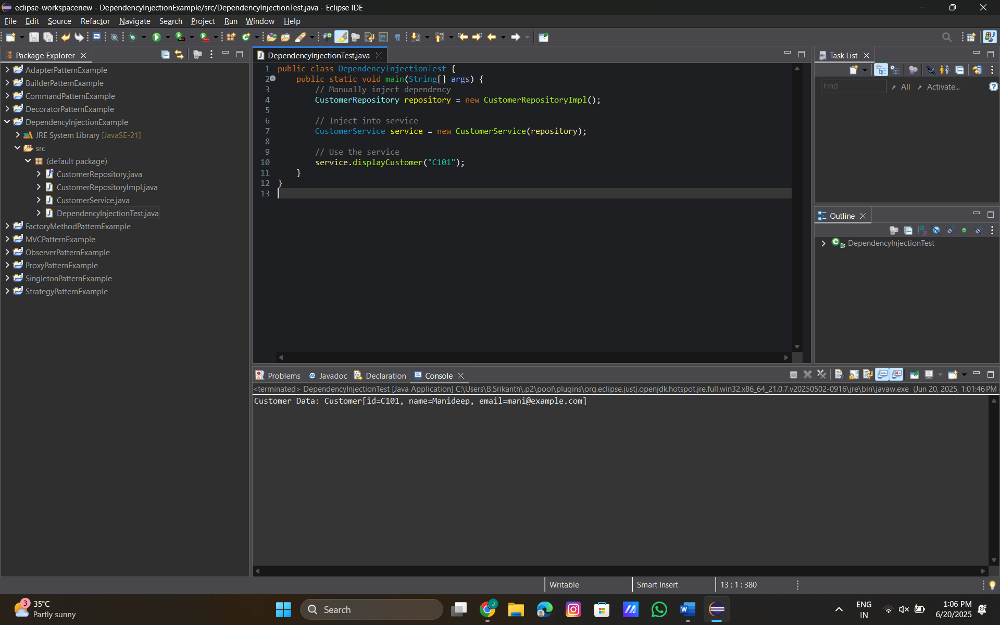 eclipse-workspacenew - DependencyInjectionExample/src/DependencyInjectionTest.java - Eclipse IDE
File Edit Source Refactor Navigate Search Project Run Window Help
Package Explorer
AdapterPatternExample
BuilderPatternExample
CommandPatternExample
DecoratorPatternExample
DependencyInjectionExample
JRE System Library [JavaSE-21]
src
(default package)
CustomerRepository.java
CustomerRepositoryImpl.java
CustomerService.java
DependencyInjectionTest.java
FactoryMethodPatternExample
MVCPatternExample
ObserverPatternExample
ProxyPatternExample
SingletonPatternExample
StrategyPatternExample
DependencyInjectionTest.java
1 public class DependencyInjectionTest {
2 public static void main(String[] args) {
3 // Manually inject dependency
4 CustomerRepository repository = new CustomerRepositoryImpl();
5
6 // Inject into service
7 CustomerService service = new CustomerService(repository);
8
9 // Use the service
10 service.displayCustomer("C101");
11 }
12 }
13
Task List
Find All Activate...
Outline
DependencyInjectionTest
Problems Javadoc Declaration Console
<terminated> DependencyInjectionTest [Java Application] C:\Users\B.Srikanth\.p2\pool\plugins\org.eclipse.justj.openjdk.hotspot.jre.full.win32.x86_64_21.0.7.v20250502-0916\jre\bin\javaw.exe (Jun 20, 2025, 1:01:46 PM
Customer Data: Customer[id=C101, name=Manideep, email=mani@example.com]
Writable Smart Insert 13 : 1 : 380
3
35°C
Partly sunny
Search
J
ENG
IN
1:06 PM
6/20/2025